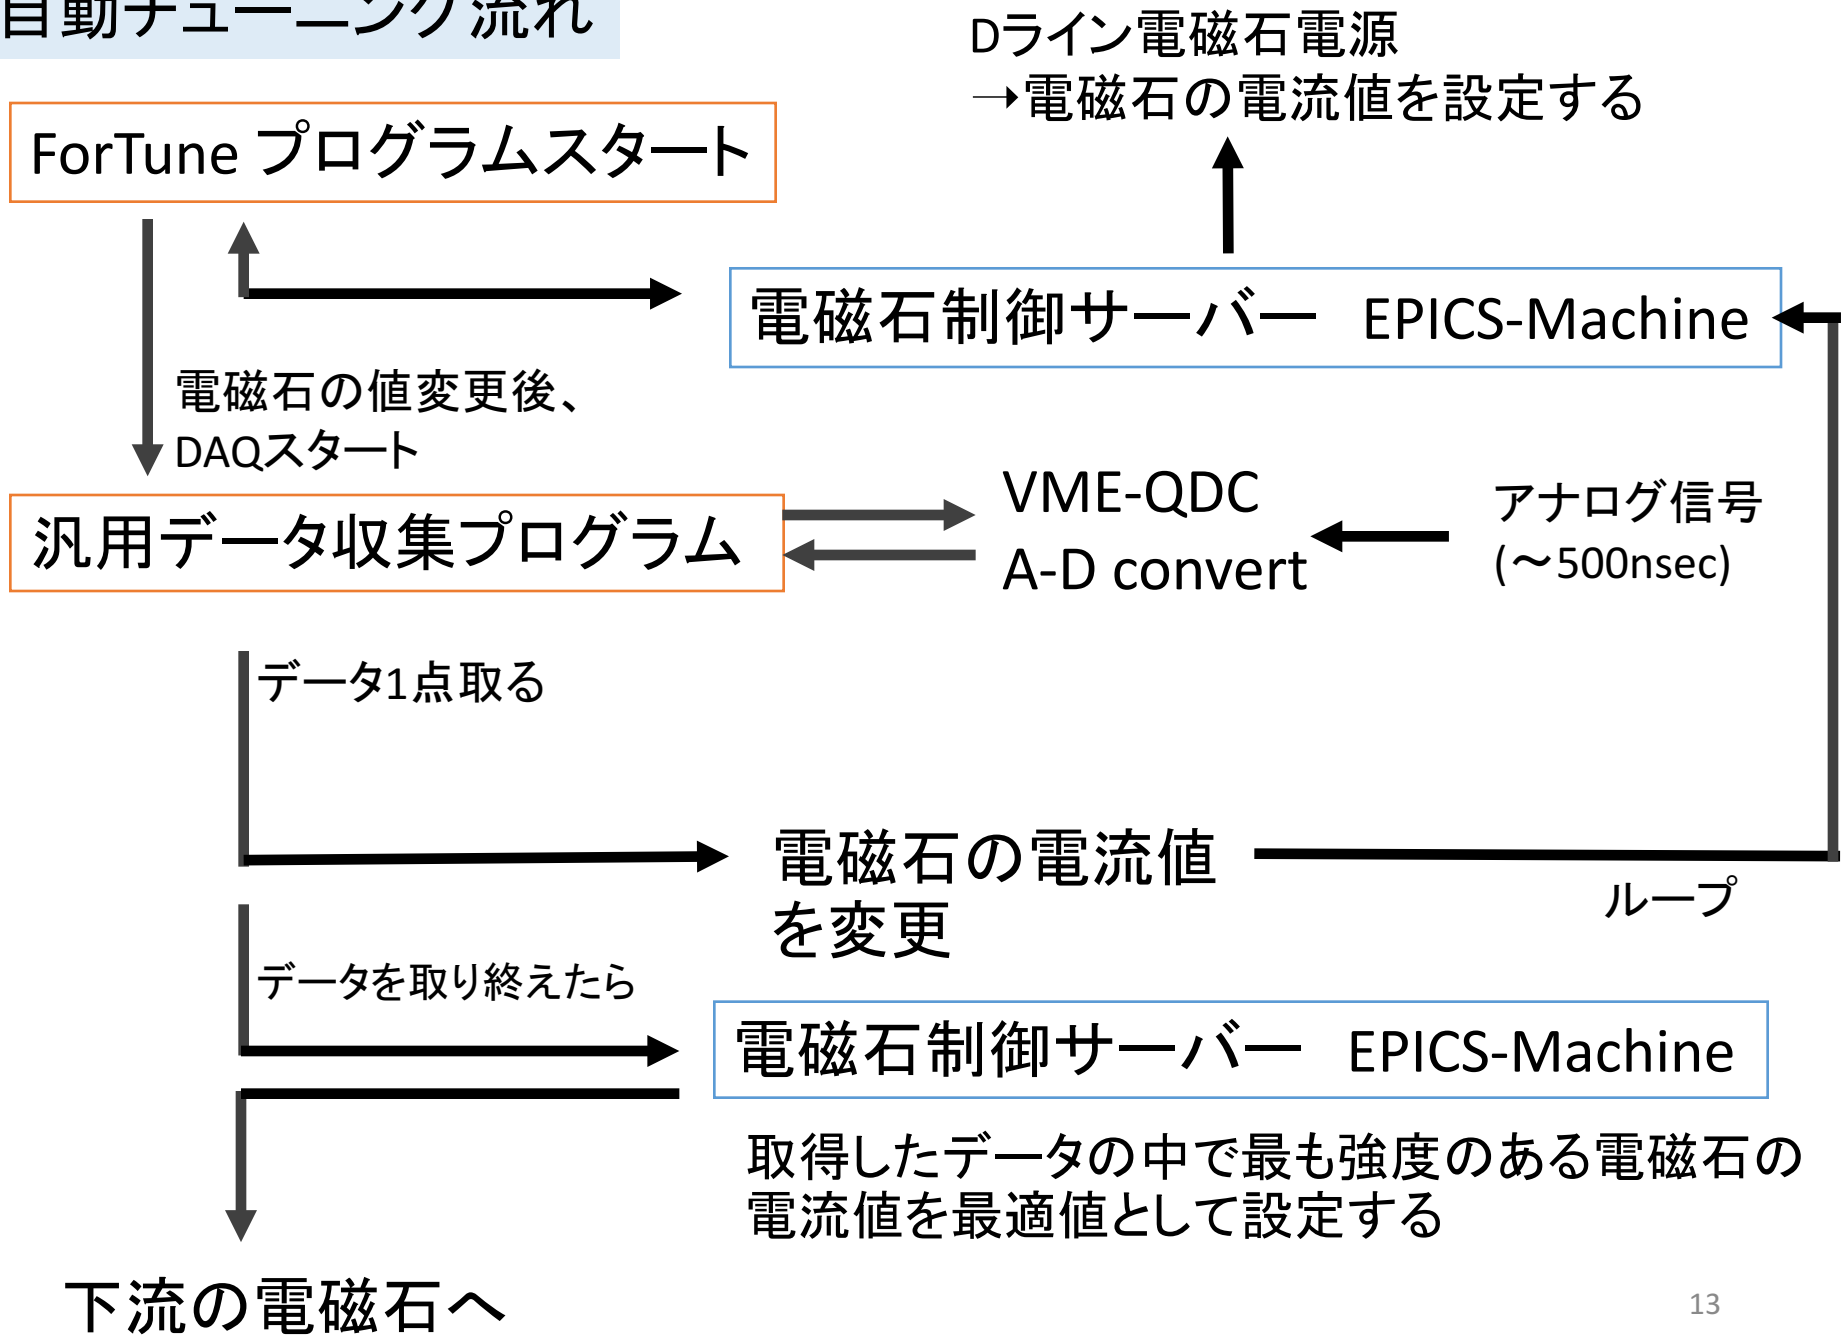 自動チューニング流れ
Dライン電磁石電源
→電磁石の電流値を設定する
ForTune プログラムスタート
電磁石制御サーバー　EPICS-Machine
電磁石の値変更後、
DAQスタート
汎用データ収集プログラム
VME-QDC
A-D convert
アナログ信号
(～500nsec)
データ1点取る
電磁石の電流値
を変更
ループ
データを取り終えたら
電磁石制御サーバー　EPICS-Machine
取得したデータの中で最も強度のある電磁石の
電流値を最適値として設定する
下流の電磁石へ
13